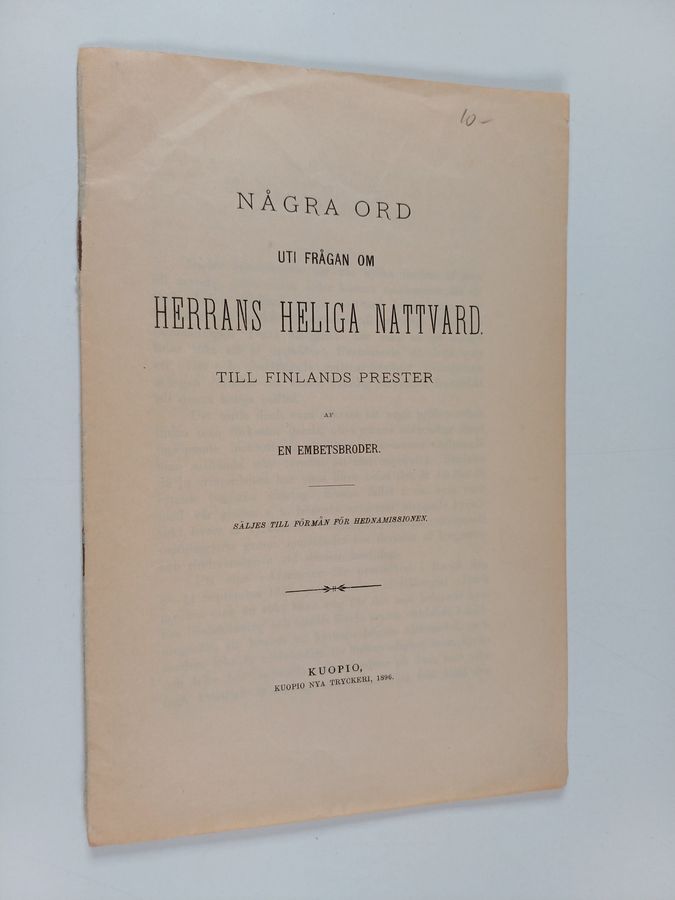 10-
NÅGRA ORD
UTI FRÅGAN OM
HERRANS HELIGA NATTVARD.
TILL FINLANDS PRESTER
AF
EN EMBETSBRODER.
SÄLJES TILL FÖRMÅN FÖR HEDNAMISSIONEN.
KUOPIO,
KUOPIO NYA TRYCKERI, 1896.